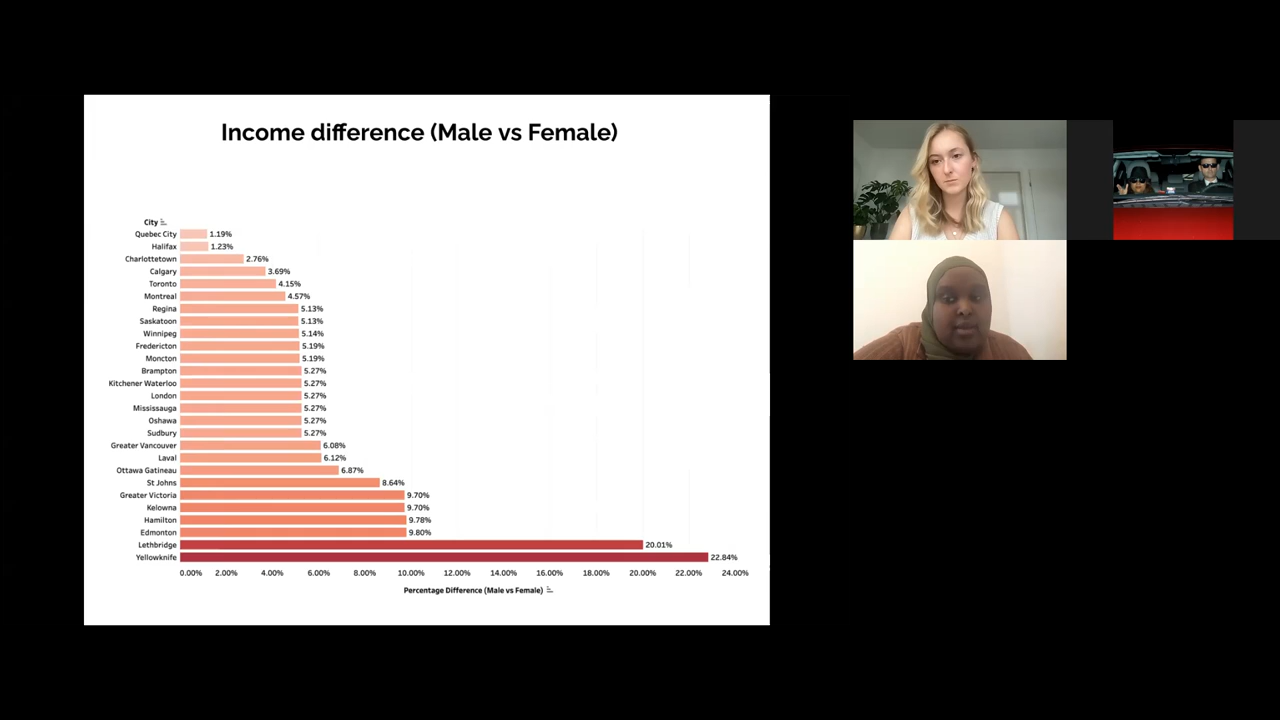 Income difference (Male vs Female)
City
Quebec City 1.19%
Halifax 1.23%
Charlottetown 2.76%
Calgary 3.69%
Toronto 4.15%
Montreal 4.57%
Regina 5.13%
Saskatoon 5.13%
Winnipeg 5.14%
Fredericton 5.19%
Moncton 5.19%
Brampton 5.27%
Kitchener Waterloo 5.27%
London 5.27%
Mississauga 5.27%
Oshawa 5.27%
Sudbury 5.27%
Greater Vancouver 6.08%
Laval 6.12%
Ottawa Gatineau 6.87%
St Johns 8.64%
Greater Victoria 9.70%
Kelowna 9.70%
Hamilton 9.78%
Edmonton 9.80%
Lethbridge 20.01%
Yellowknife 22.84%
0.00% 2.00% 4.00% 6.00% 8.00% 10.00% 12.00% 14.00% 16.00% 18.00% 20.00% 22.00% 24.00%
Percentage Difference (Male vs Female)